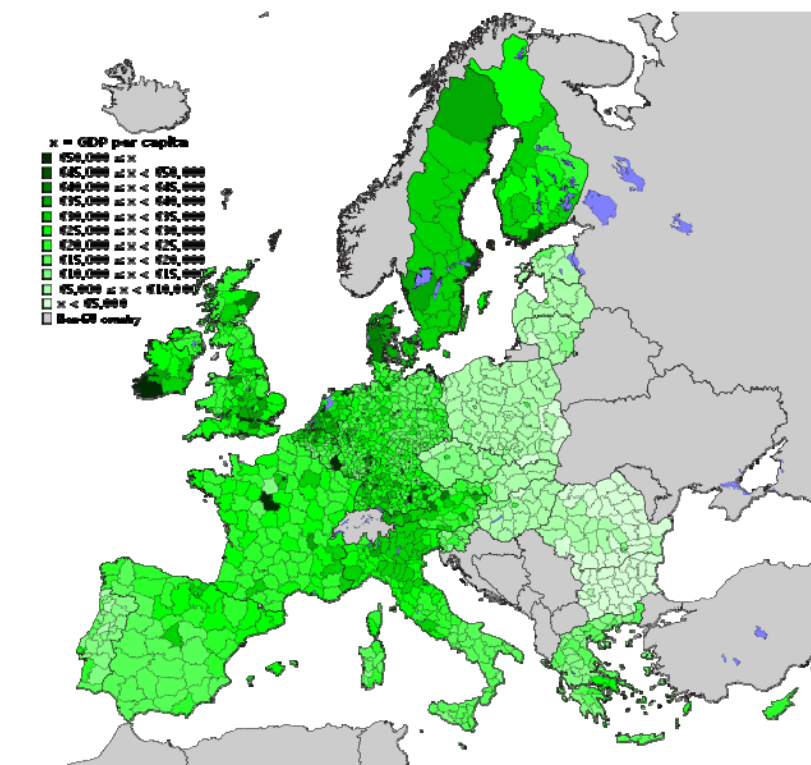 x = GDP per capita
€50,000 ≤ x
€45,000 ≤ x < €50,000
€40,000 ≤ x < €45,000
€35,000 ≤ x < €40,000
€30,000 ≤ x < €35,000
€25,000 ≤ x < €30,000
€20,000 ≤ x < €25,000
€15,000 ≤ x < €20,000
€10,000 ≤ x < €15,000
€5,000 ≤ x < €10,000
x < €5,000
Non-EU country